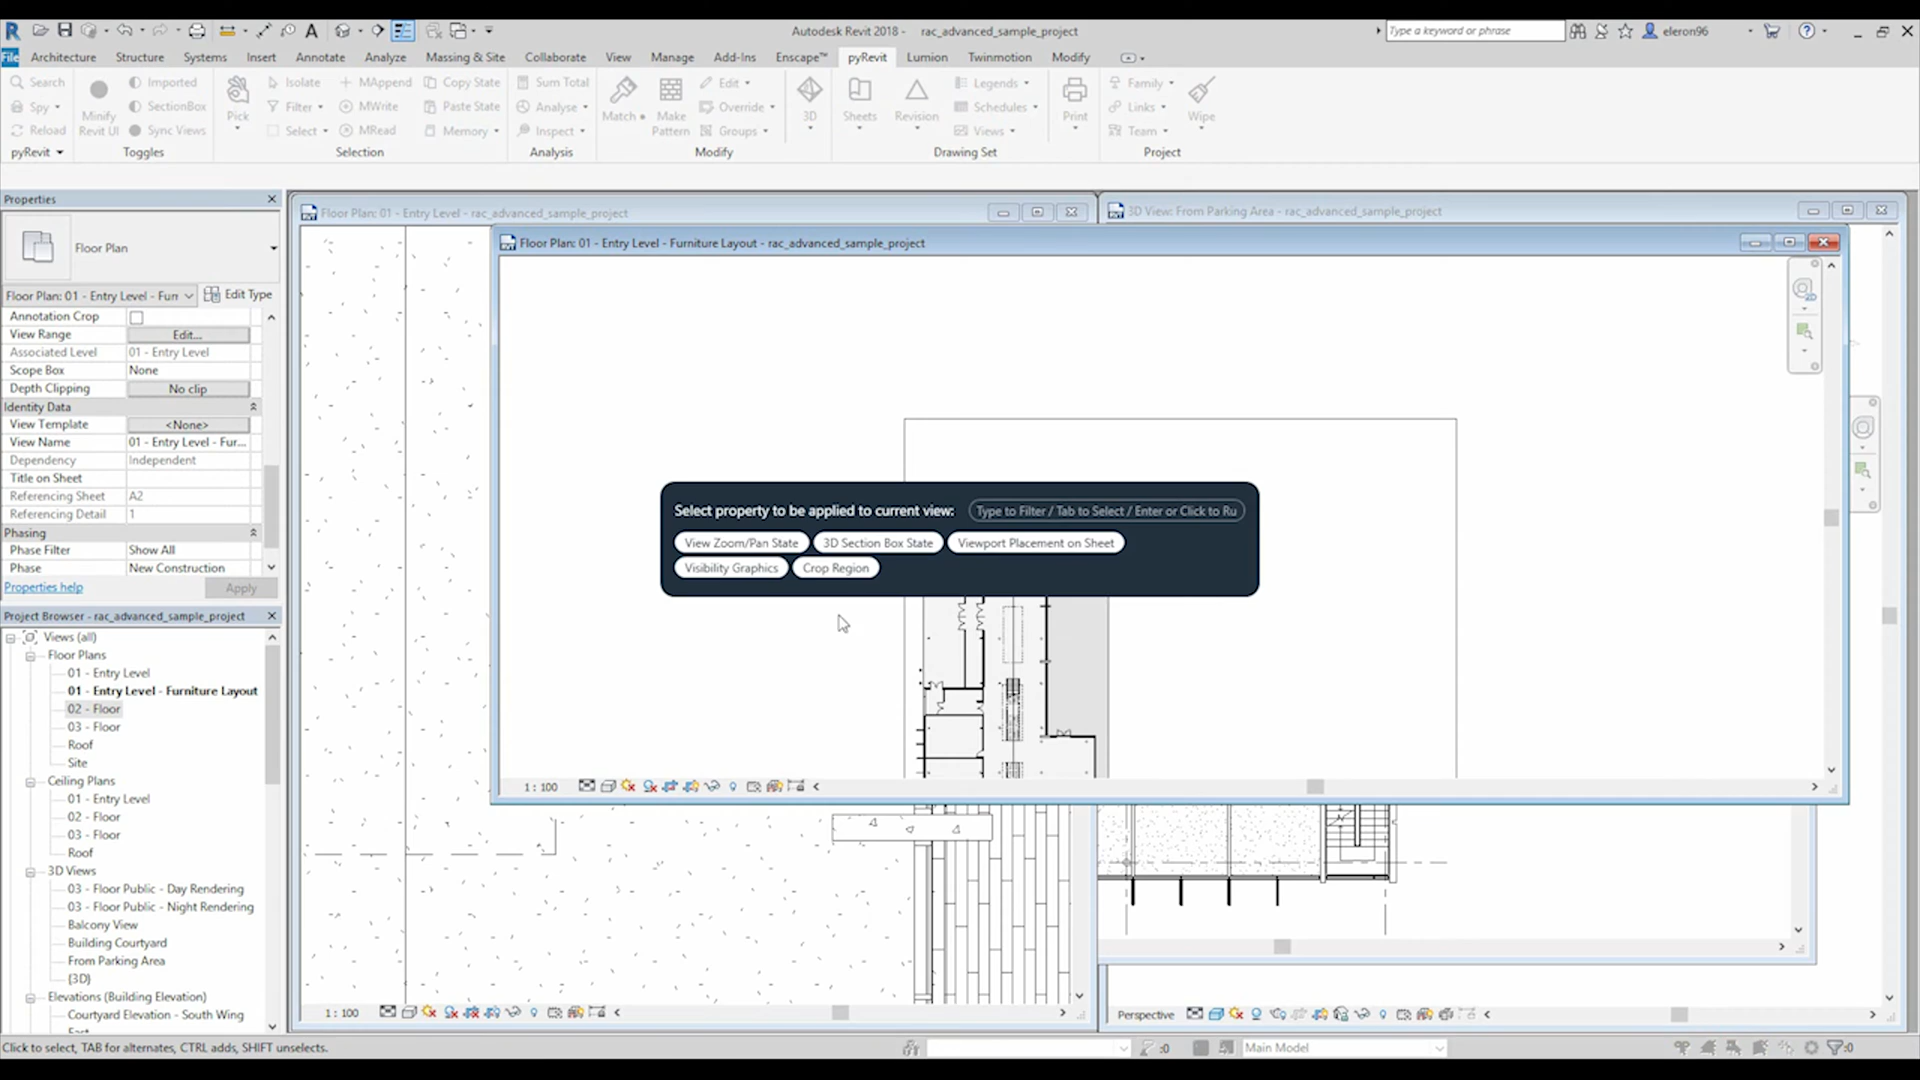 Autodesk Revit 2018 - rac_advanced_sample_project
Type a keyword or phrase
eleron96
File Architecture Structure Systems Insert Annotate Analyze Massing & Site Collaborate View Manage Add-Ins Enscape™ pyRevit Lumion Twinmotion Modify
Search Imported Isolate MAppend Copy State Sum Total Edit Legends Family
Spy Minify Revit UI SectionBox Pick Filter MWrite Paste State Analyse Match Make Pattern Override 3D Sheets Revision Schedules Print Links Wipe
Reload Sync Views Select MRead Memory Inspect Groups Views Team
pyRevit Toggles Selection Analysis Modify Drawing Set Project
Properties
Floor Plan
Floor Plan: 01 - Entry Level - Furr
Edit Type
Annotation Crop
View Range Edit...
Associated Level 01 - Entry Level
Scope Box None
Depth Clipping No clip
Identity Data
View Template <None>
View Name 01 - Entry Level - Fur...
Dependency Independent
Title on Sheet
Referencing Sheet A2
Referencing Detail 1
Phasing
Phase Filter Show All
Phase New Construction
Properties help Apply
Project Browser - rac_advanced_sample_project
Views (all)
Floor Plans
01 - Entry Level
01 - Entry Level - Furniture Layout
02 - Floor
03 - Floor
Roof
Site
Ceiling Plans
01 - Entry Level
02 - Floor
03 - Floor
Roof
3D Views
03 - Floor Public - Day Rendering
03 - Floor Public - Night Rendering
Balcony View
Building Courtyard
From Parking Area
{3D}
Elevations (Building Elevation)
Courtyard Elevation - South Wing
Floor Plan: 01 - Entry Level - rac_advanced_sample_project
3D View: From Parking Area - rac_advanced_sample_project
Floor Plan: 01 - Entry Level - Furniture Layout - rac_advanced_sample_project
2D
Select property to be applied to current view:
Type to Filter / Tab to Select / Enter or Click to Ru
View Zoom/Pan State 3D Section Box State Viewport Placement on Sheet
Visibility Graphics Crop Region
1 : 100
1 : 100
Perspective
Click to select, TAB for alternates, CTRL adds, SHIFT unselects.
:0
Main Model
:0